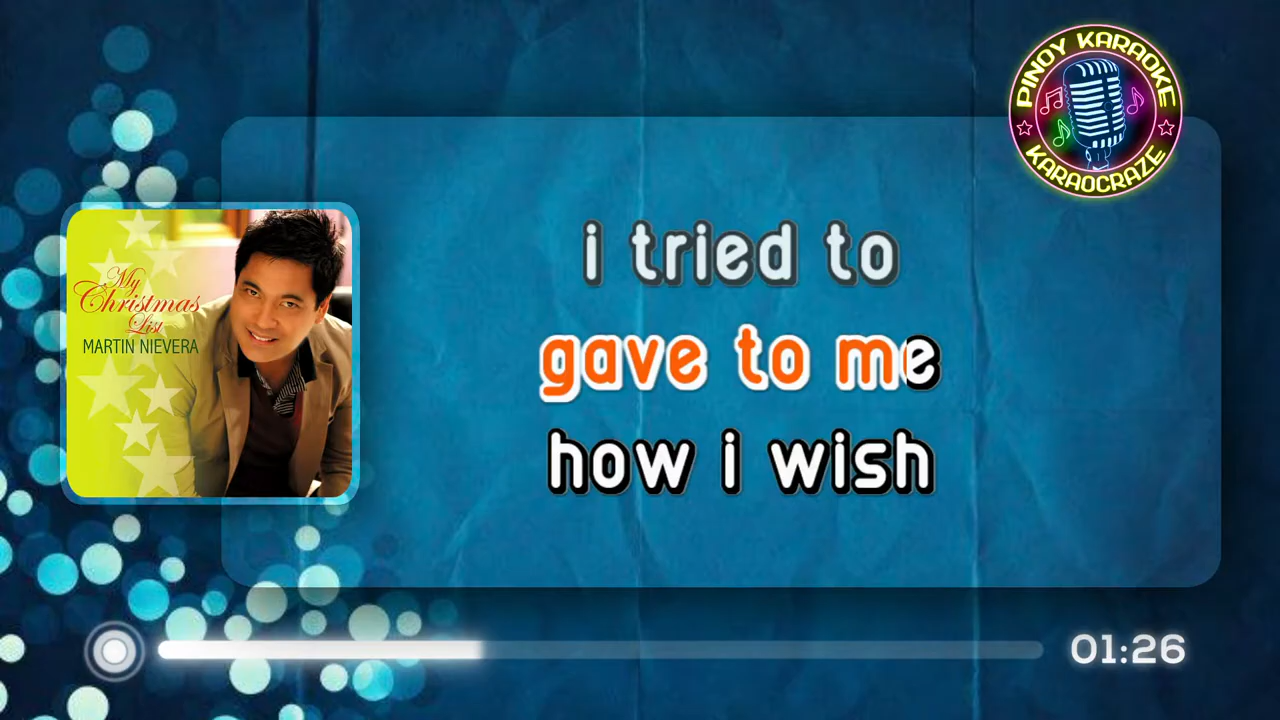 PINOY KARAOKE
KARAOCRAZE
My
Christmas
List
MARTIN NIEVERA
i tried to
gave to me
how i wish
01:26